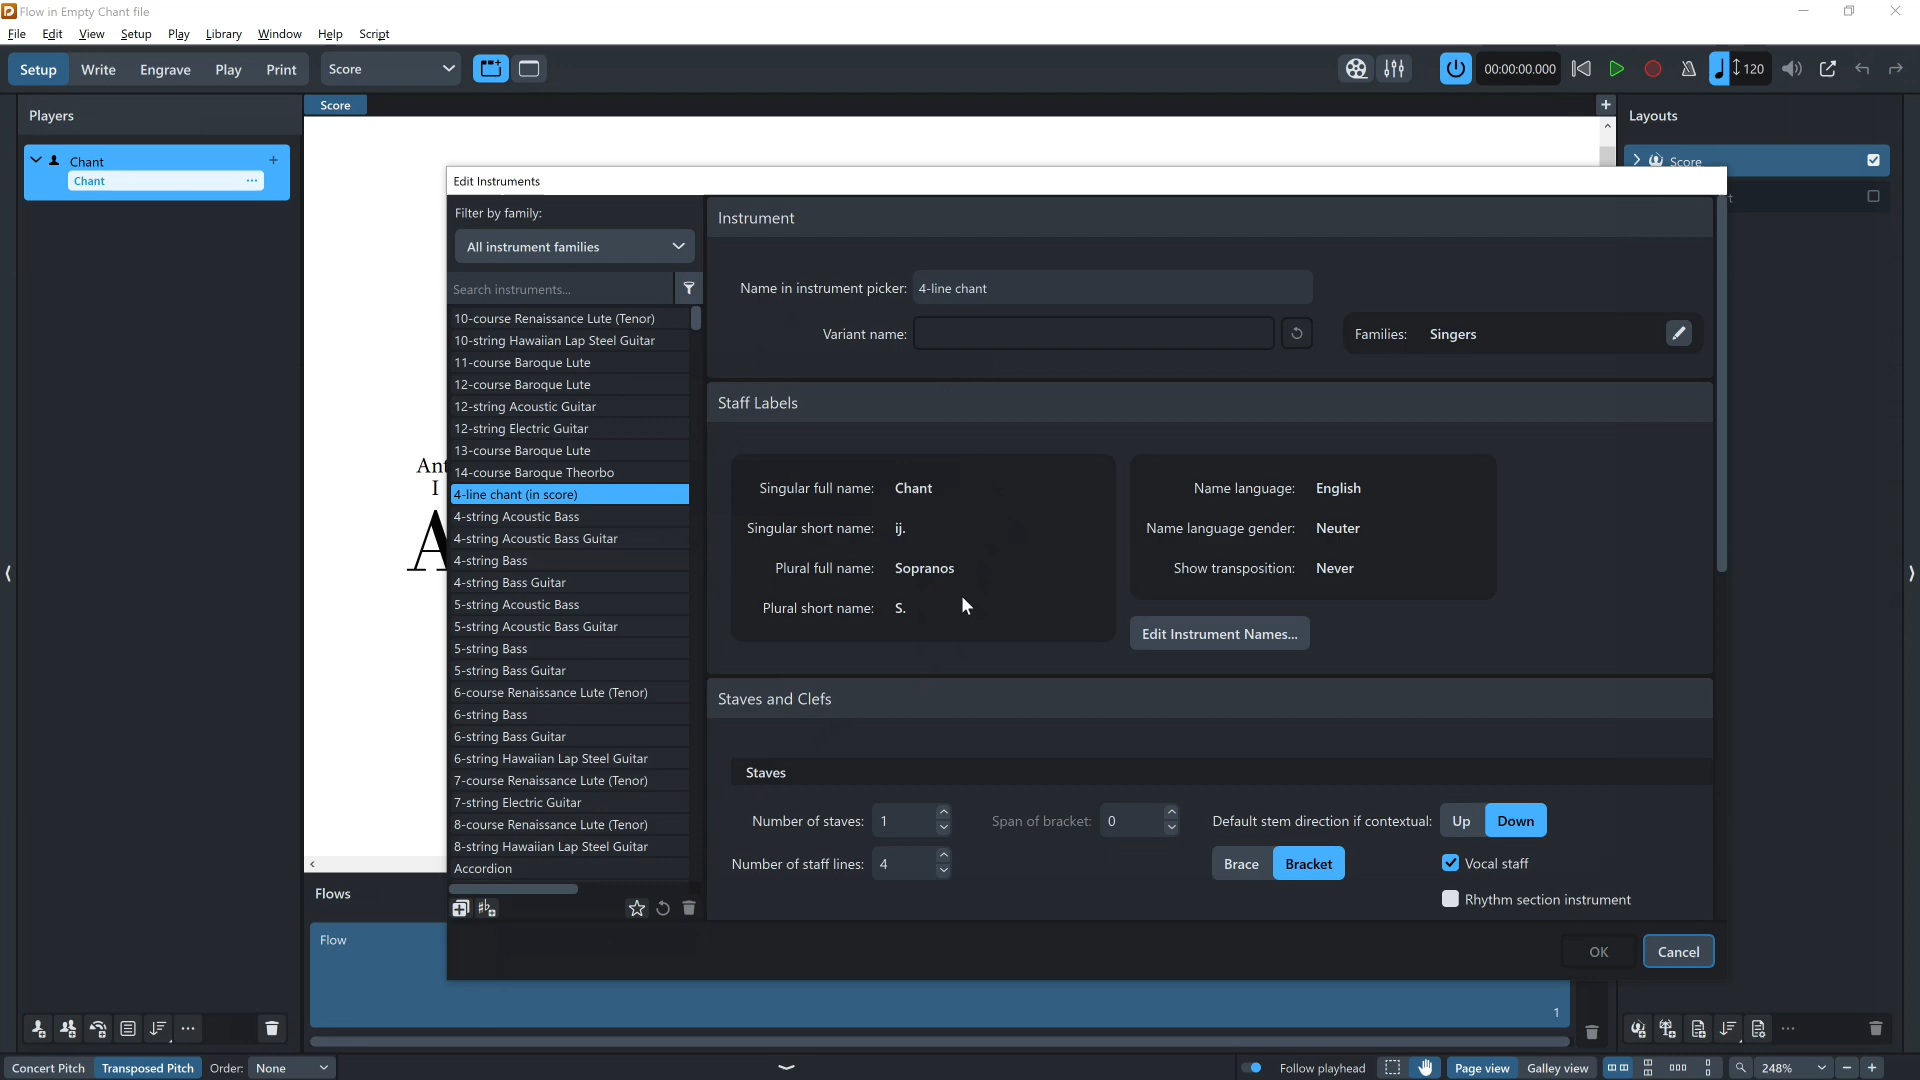 Flow in Empty Chant file
File Edit View Setup Play Library Window Help Script
Setup Write Engrave Play Print Score 00:00:00.000 120
Players
Score
Layouts
Chant
Chant
Score
Edit Instruments
Filter by family:
All instrument families
Search instruments...
10-course Renaissance Lute (Tenor)
10-string Hawaiian Lap Steel Guitar
11-course Baroque Lute
12-course Baroque Lute
12-string Acoustic Guitar
12-string Electric Guitar
13-course Baroque Lute
14-course Baroque Theorbo
4-line chant (in score)
4-string Acoustic Bass
4-string Acoustic Bass Guitar
4-string Bass
4-string Bass Guitar
5-string Acoustic Bass
5-string Acoustic Bass Guitar
5-string Bass
5-string Bass Guitar
6-course Renaissance Lute (Tenor)
6-string Bass
6-string Bass Guitar
6-string Hawaiian Lap Steel Guitar
7-course Renaissance Lute (Tenor)
7-string Electric Guitar
8-course Renaissance Lute (Tenor)
8-string Hawaiian Lap Steel Guitar
Accordion
Instrument
Name in instrument picker: 4-line chant
Variant name:
Families: Singers
Staff Labels
Singular full name: Chant
Singular short name: ij.
Plural full name: Sopranos
Plural short name: S.
Name language: English
Name language gender: Neuter
Show transposition: Never
Edit Instrument Names...
Staves and Clefs
Staves
Number of staves: 1 Span of bracket: 0 Default stem direction if contextual: Up Down
Number of staff lines: 4 Brace Bracket Vocal staff
Rhythm section instrument
OK Cancel
Ant
I
A
Flows
Flow
1
Concert Pitch Transposed Pitch Order: None Follow playhead Page view Galley view 248%